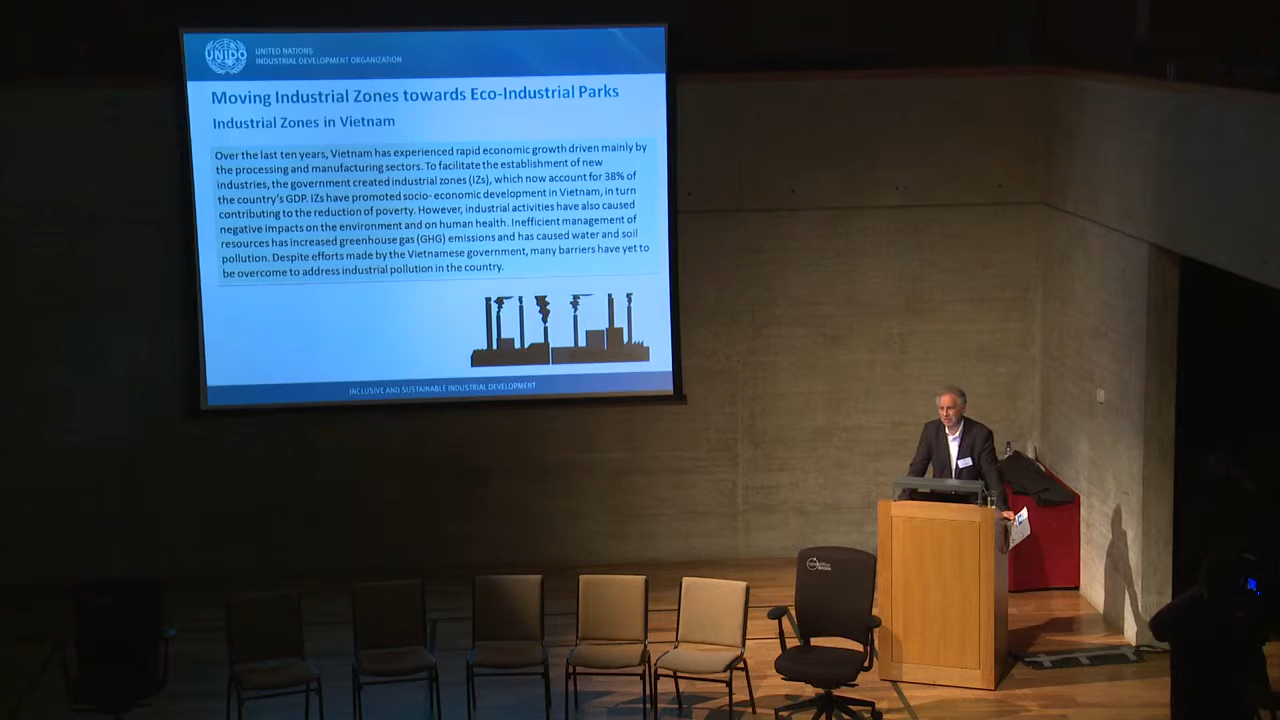 UNIDO
UNITED NATIONS
INDUSTRIAL DEVELOPMENT ORGANIZATION
Moving Industrial Zones towards Eco-Industrial Parks
Industrial Zones in Vietnam
Over the last ten years, Vietnam has experienced rapid economic growth driven mainly by
the processing and manufacturing sectors. To facilitate the establishment of new
industries, the government created industrial zones (IZs), which now account for 38% of
the country's GDP. IZs have promoted socio- economic development in Vietnam, in turn
contributing to the reduction of poverty. However, industrial activities have also caused
negative impacts on the environment and on human health. Inefficient management of
resources has increased greenhouse gas (GHG) emissions and has caused water and soil
pollution. Despite efforts made by the Vietnamese government, many barriers have yet to
be overcome to address industrial pollution in the country.
INCLUSIVE AND SUSTAINABLE INDUSTRIAL DEVELOPMENT